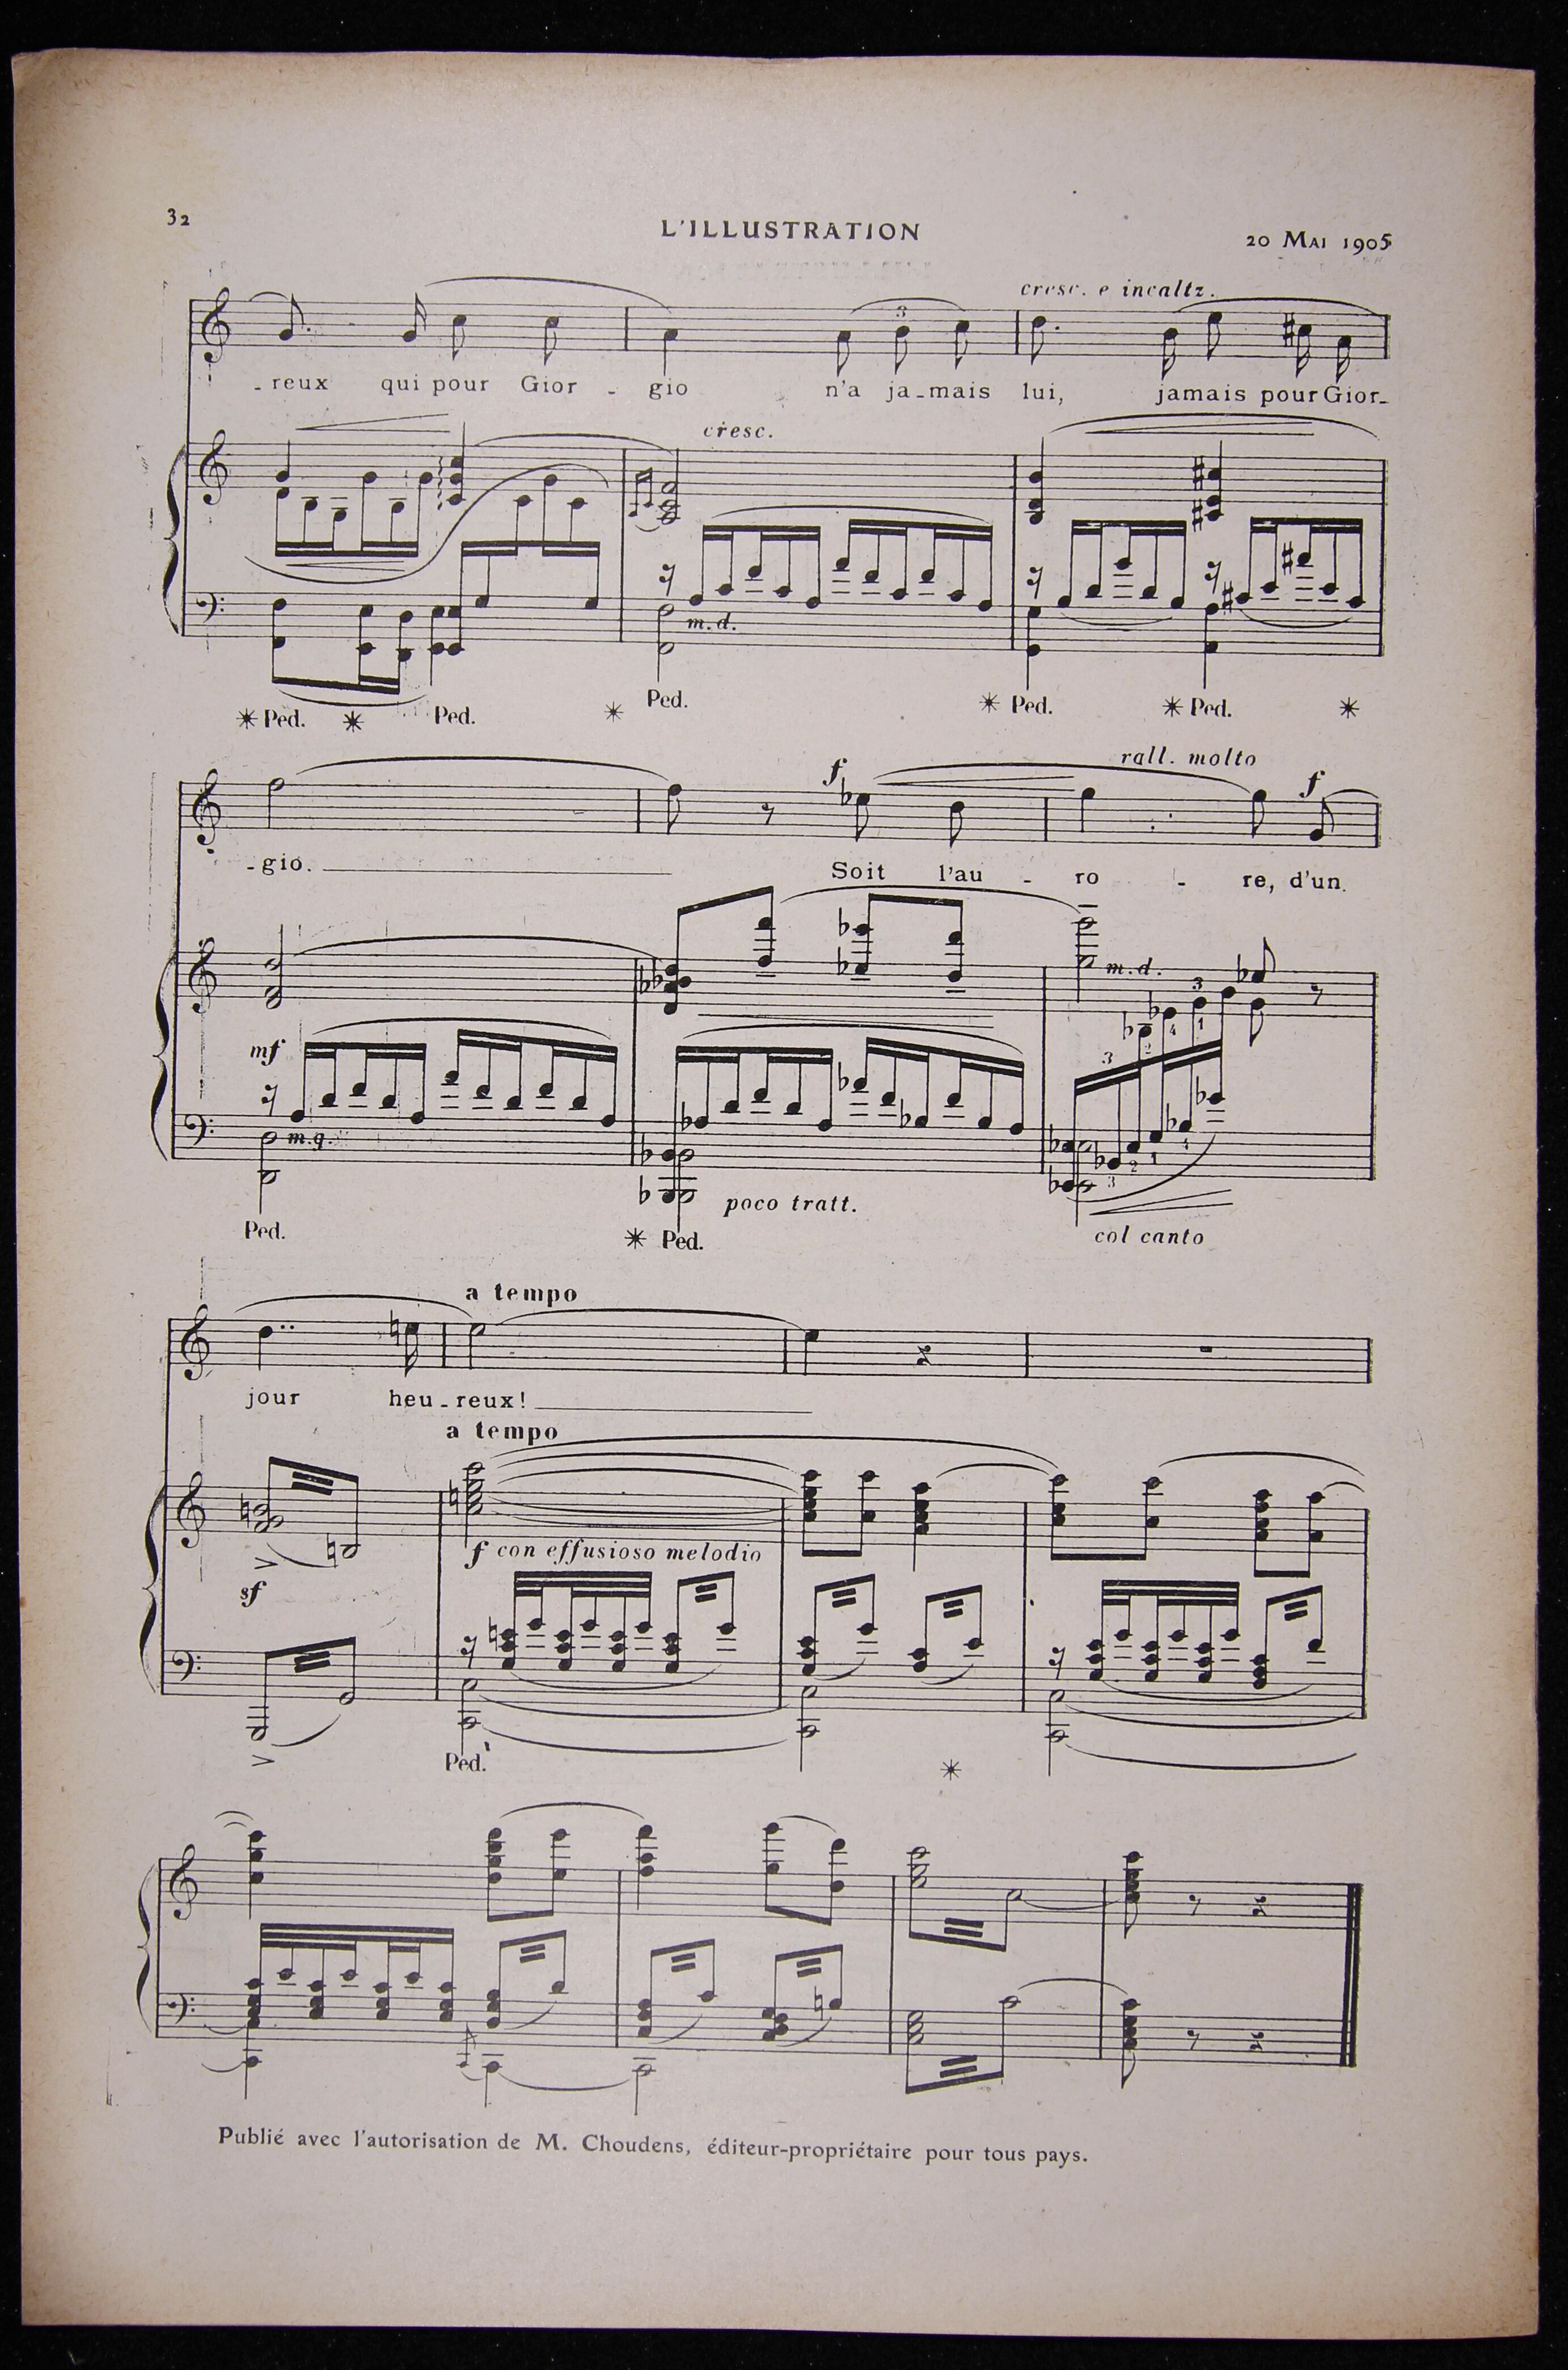 32
L'ILLUSTRATION
20 MAI 1905
cresc. e incaltz.
3
-reux qui pour Gior - gio n'a ja-mais lui, jamais pour Gior-
cresc.
m.d.
* Ped. * Ped. * Ped. * Ped. * Ped. *
f rall. molto f
-gio. Soit l'au - ro - re, d'un
m.d.
3
4 1
mf
2
3
m.g.
3 2 1 4
poco tratt.
Ped. * Ped. col canto
a tempo
jour heu-reux!
a tempo
f con effusioso melodio
sf
Ped. *
Publié avec l'autorisation de M. Choudens, éditeur-propriétaire pour tous pays.